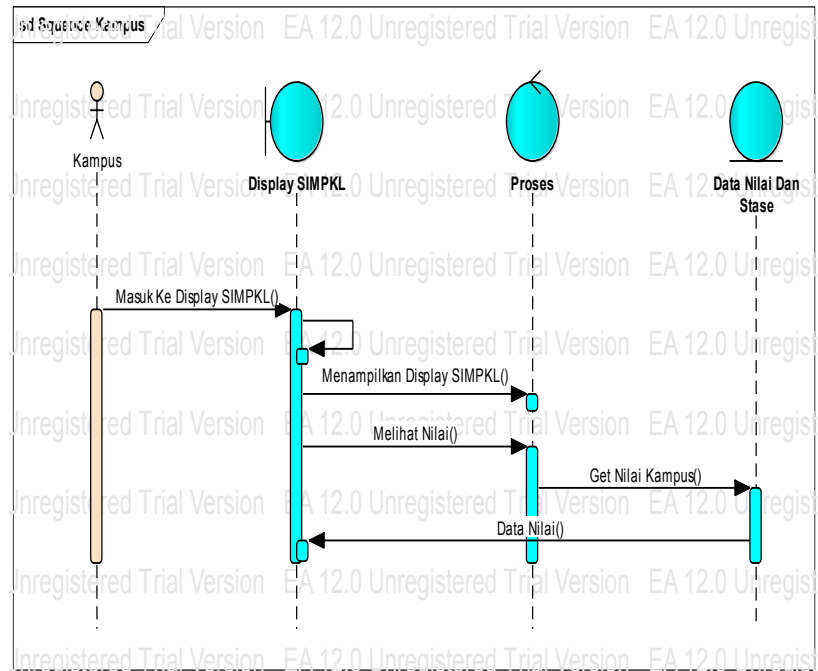 sd Squence Kampus
EA 12.0 Unregistered Trial Version
Kampus
Display SIMPKL
Proses
Data Nilai Dan
Stase
Masuk Ke Display SIMPKL()
Menampilkan Display SIMPKL()
Melihat Nilai()
Get Nilai Kampus()
Data Nilai()